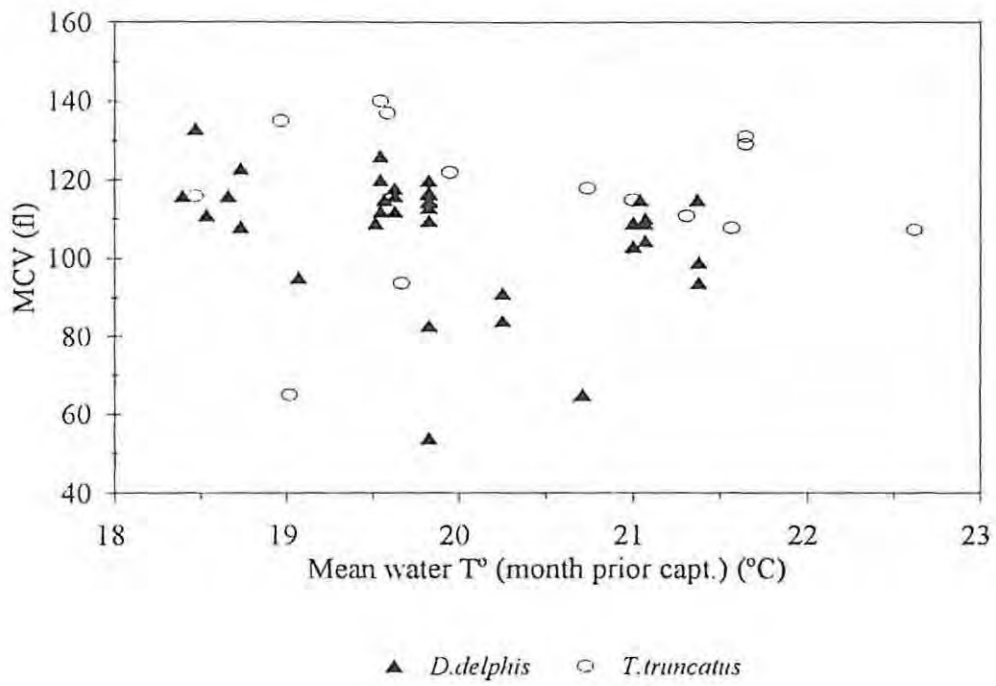 160
140
120
100
80
60
40
MCV (fl)
18 19 20 21 22 23
Mean water Tº (month prior capt.) (ºC)
D.delphis T.truncatus